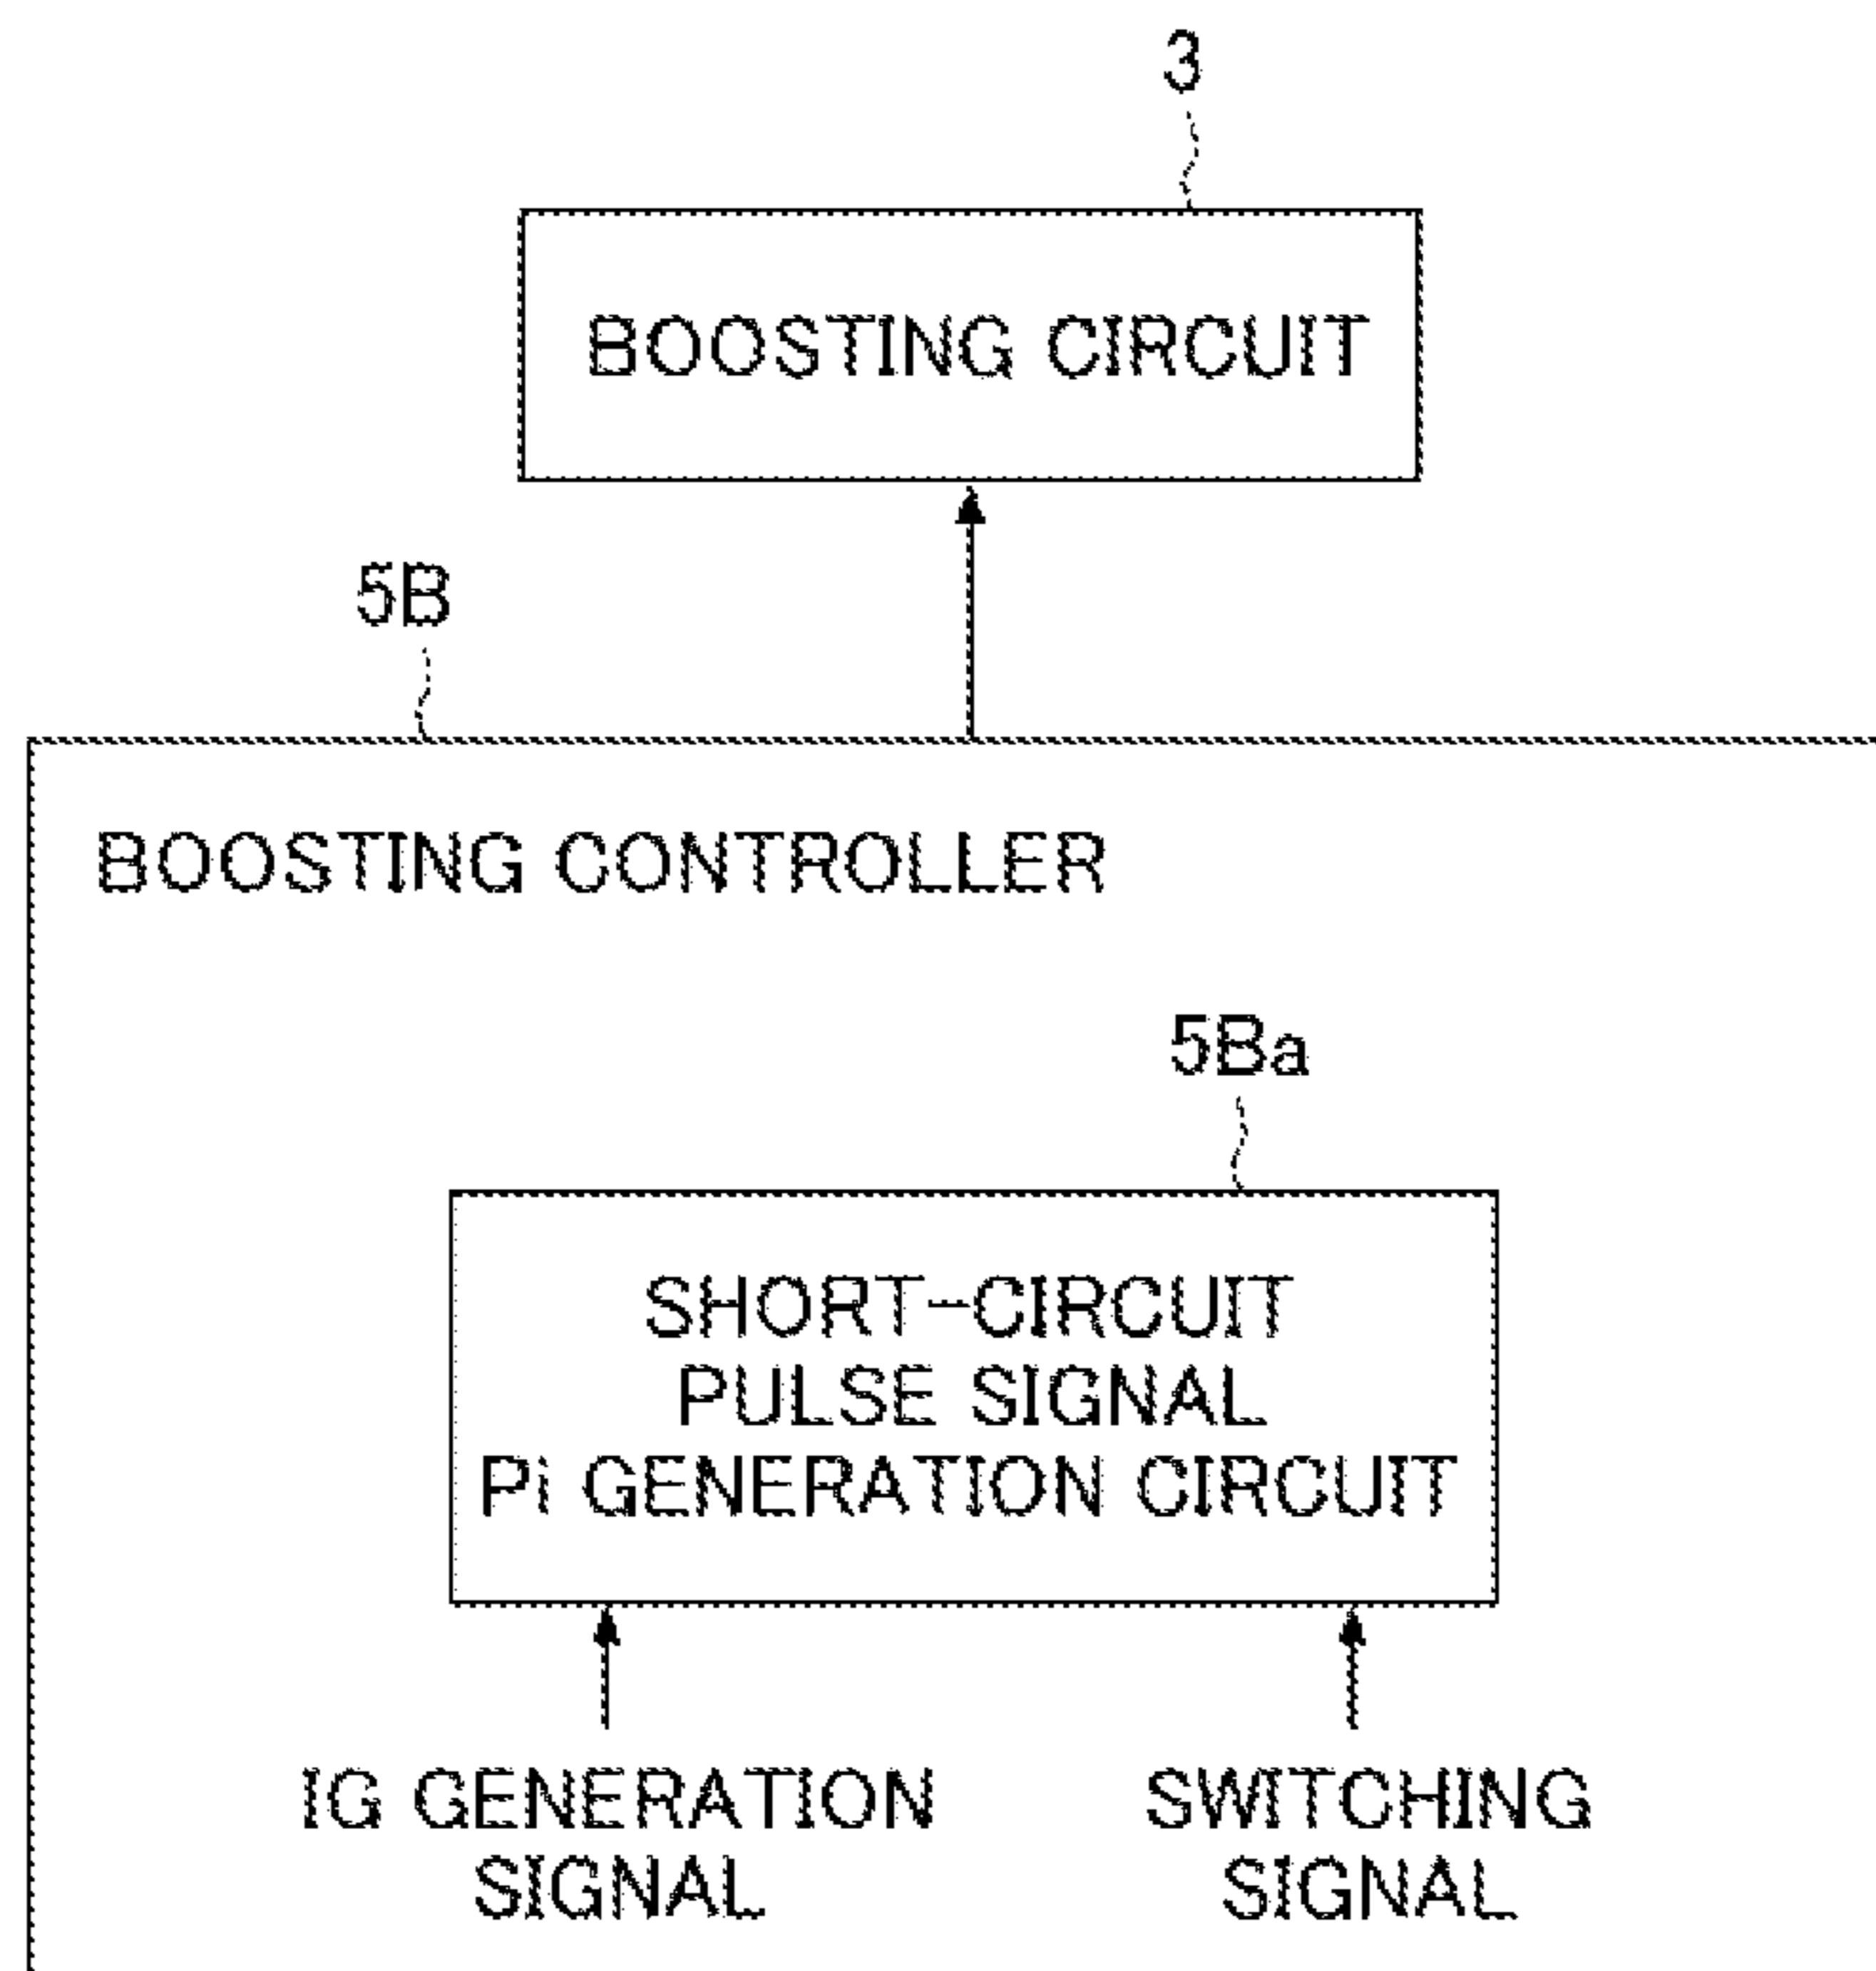 3
BOOSTING CIRCUIT
5B
BOOSTING CONTROLLER
5Ba
SHORT-CIRCUIT
PULSE SIGNAL
Pi GENERATION CIRCUIT
IG GENERATION
SIGNAL
SWITCHING
SIGNAL